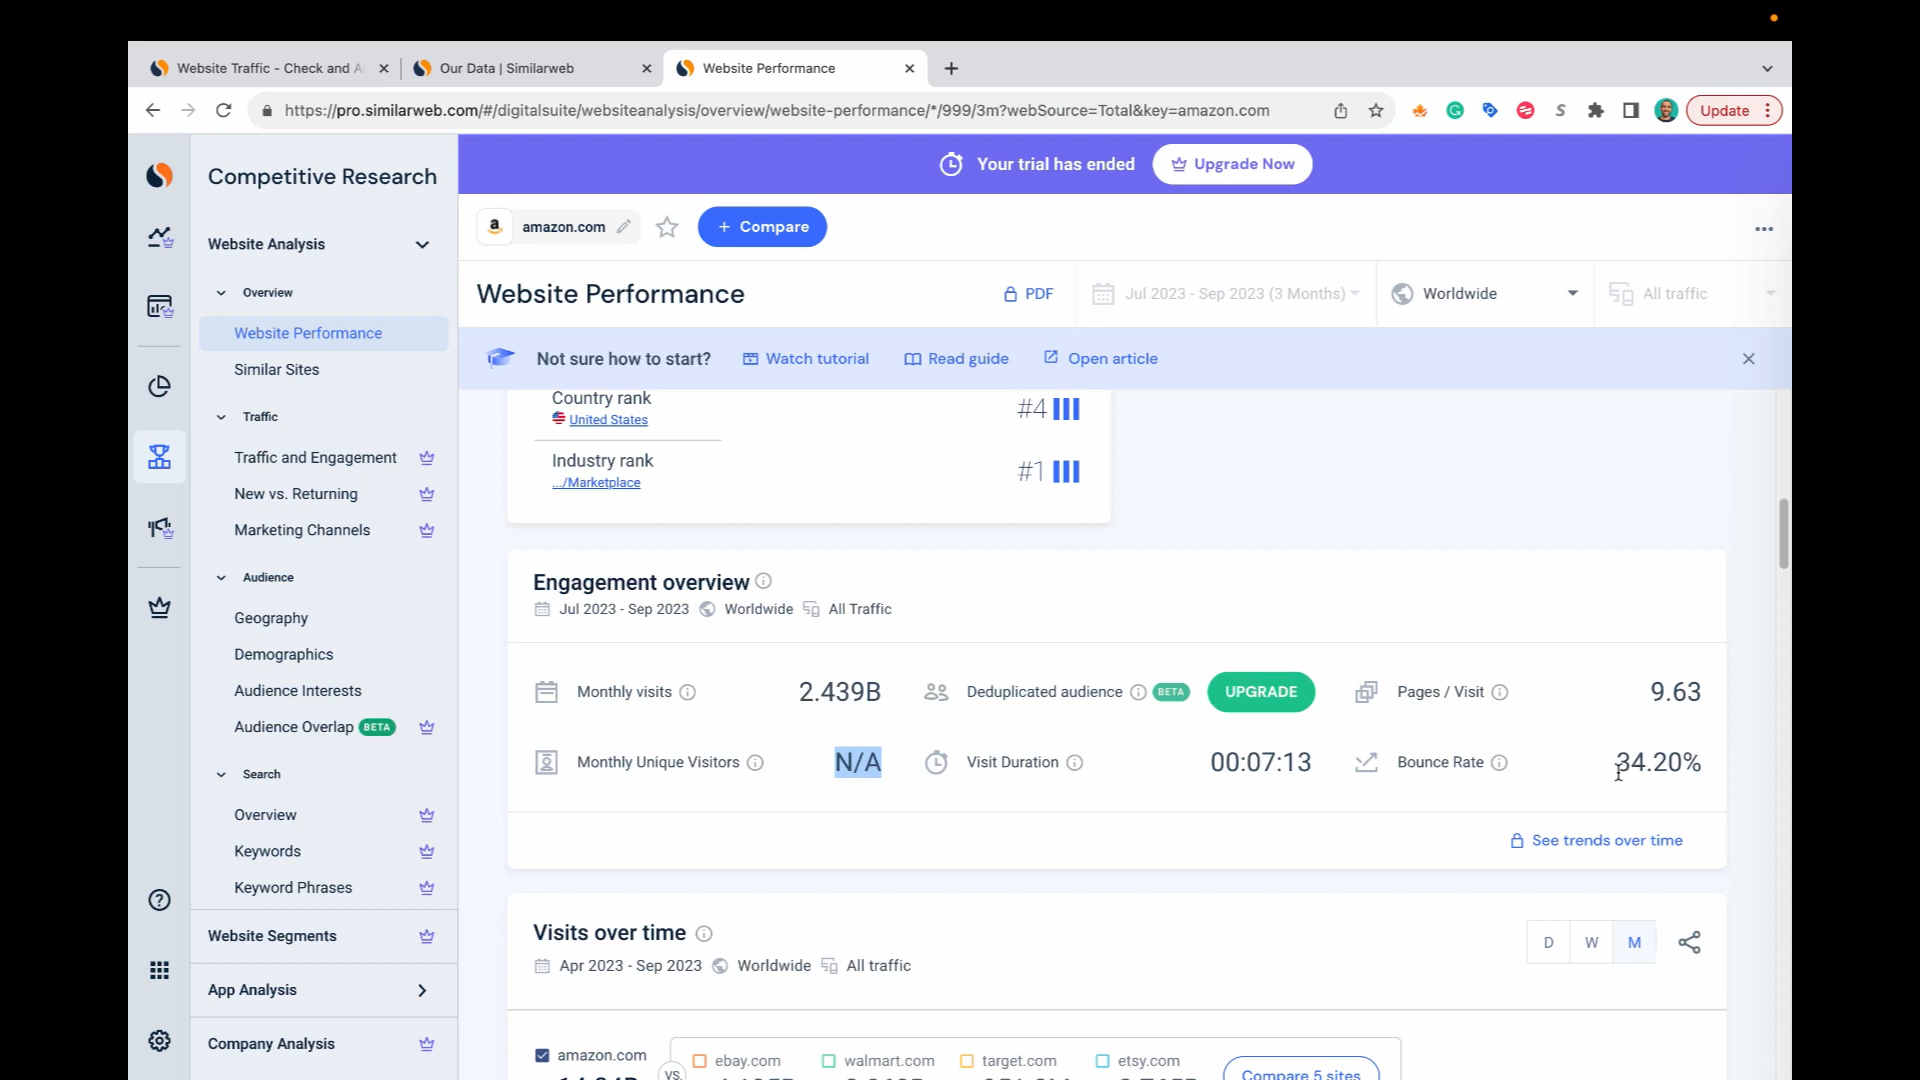 Website Traffic - Check and A
Our Data | Similarweb
Website Performance
https://pro.similarweb.com/#/digitalsuite/websiteanalysis/overview/website-performance/*/999/3m?webSource=Total&key=amazon.com
Update
Competitive Research
Website Analysis
Overview
Website Performance
Similar Sites
Traffic
Traffic and Engagement
New vs. Returning
Marketing Channels
Audience
Geography
Demographics
Audience Interests
Audience Overlap BETA
Search
Overview
Keywords
Keyword Phrases
Website Segments
App Analysis
Company Analysis
Your trial has ended
Upgrade Now
amazon.com
+ Compare
Website Performance
PDF
Jul 2023 - Sep 2023 (3 Months)
Worldwide
All traffic
Not sure how to start?
Watch tutorial
Read guide
Open article
Country rank
United States
#4
Industry rank
.../Marketplace
#1
Engagement overview
Jul 2023 - Sep 2023 Worldwide All Traffic
Monthly visits 2.439B
Deduplicated audience BETA UPGRADE
Pages / Visit 9.63
Monthly Unique Visitors N/A
Visit Duration 00:07:13
Bounce Rate 34.20%
See trends over time
Visits over time
Apr 2023 - Sep 2023 Worldwide All traffic
D W M
amazon.com
VS.
ebay.com
walmart.com
target.com
etsy.com
Compare 5 sites